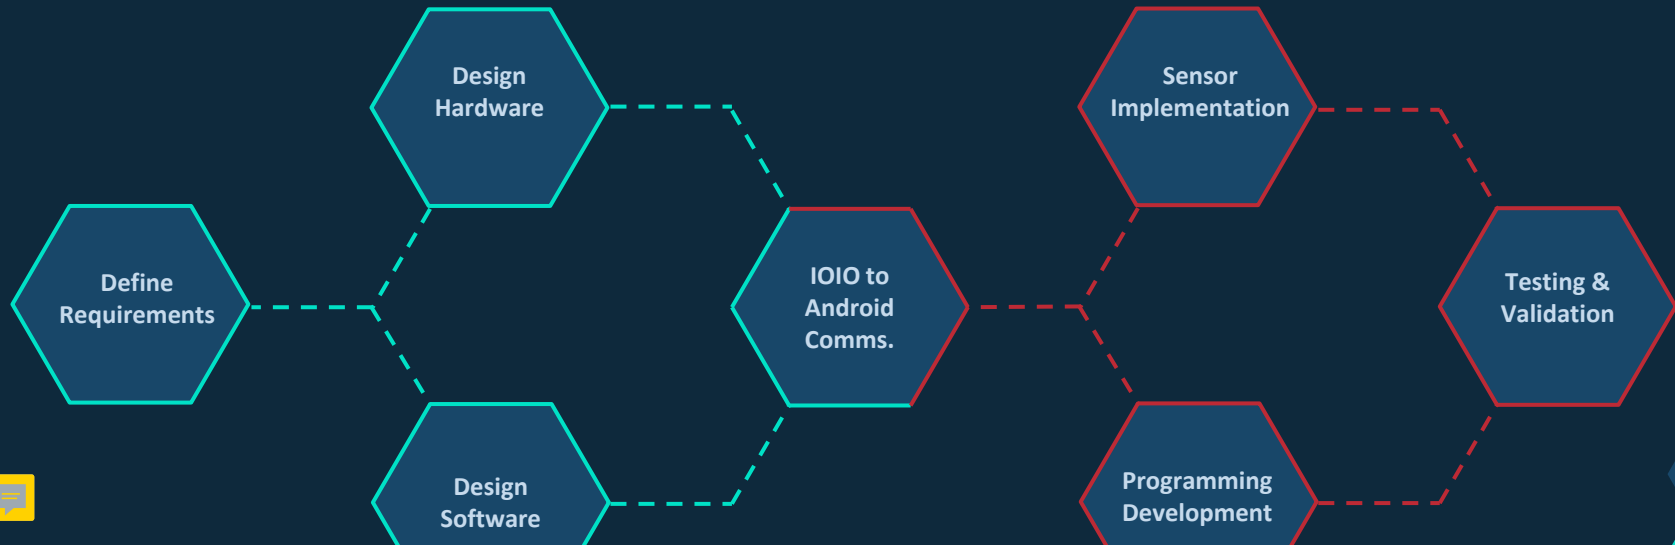 Design
Hardware
Sensor
Implementation
Define
Requirements
IOIO to
Android
Comms.
Testing &
Validation
Design
Software
Programming
Development